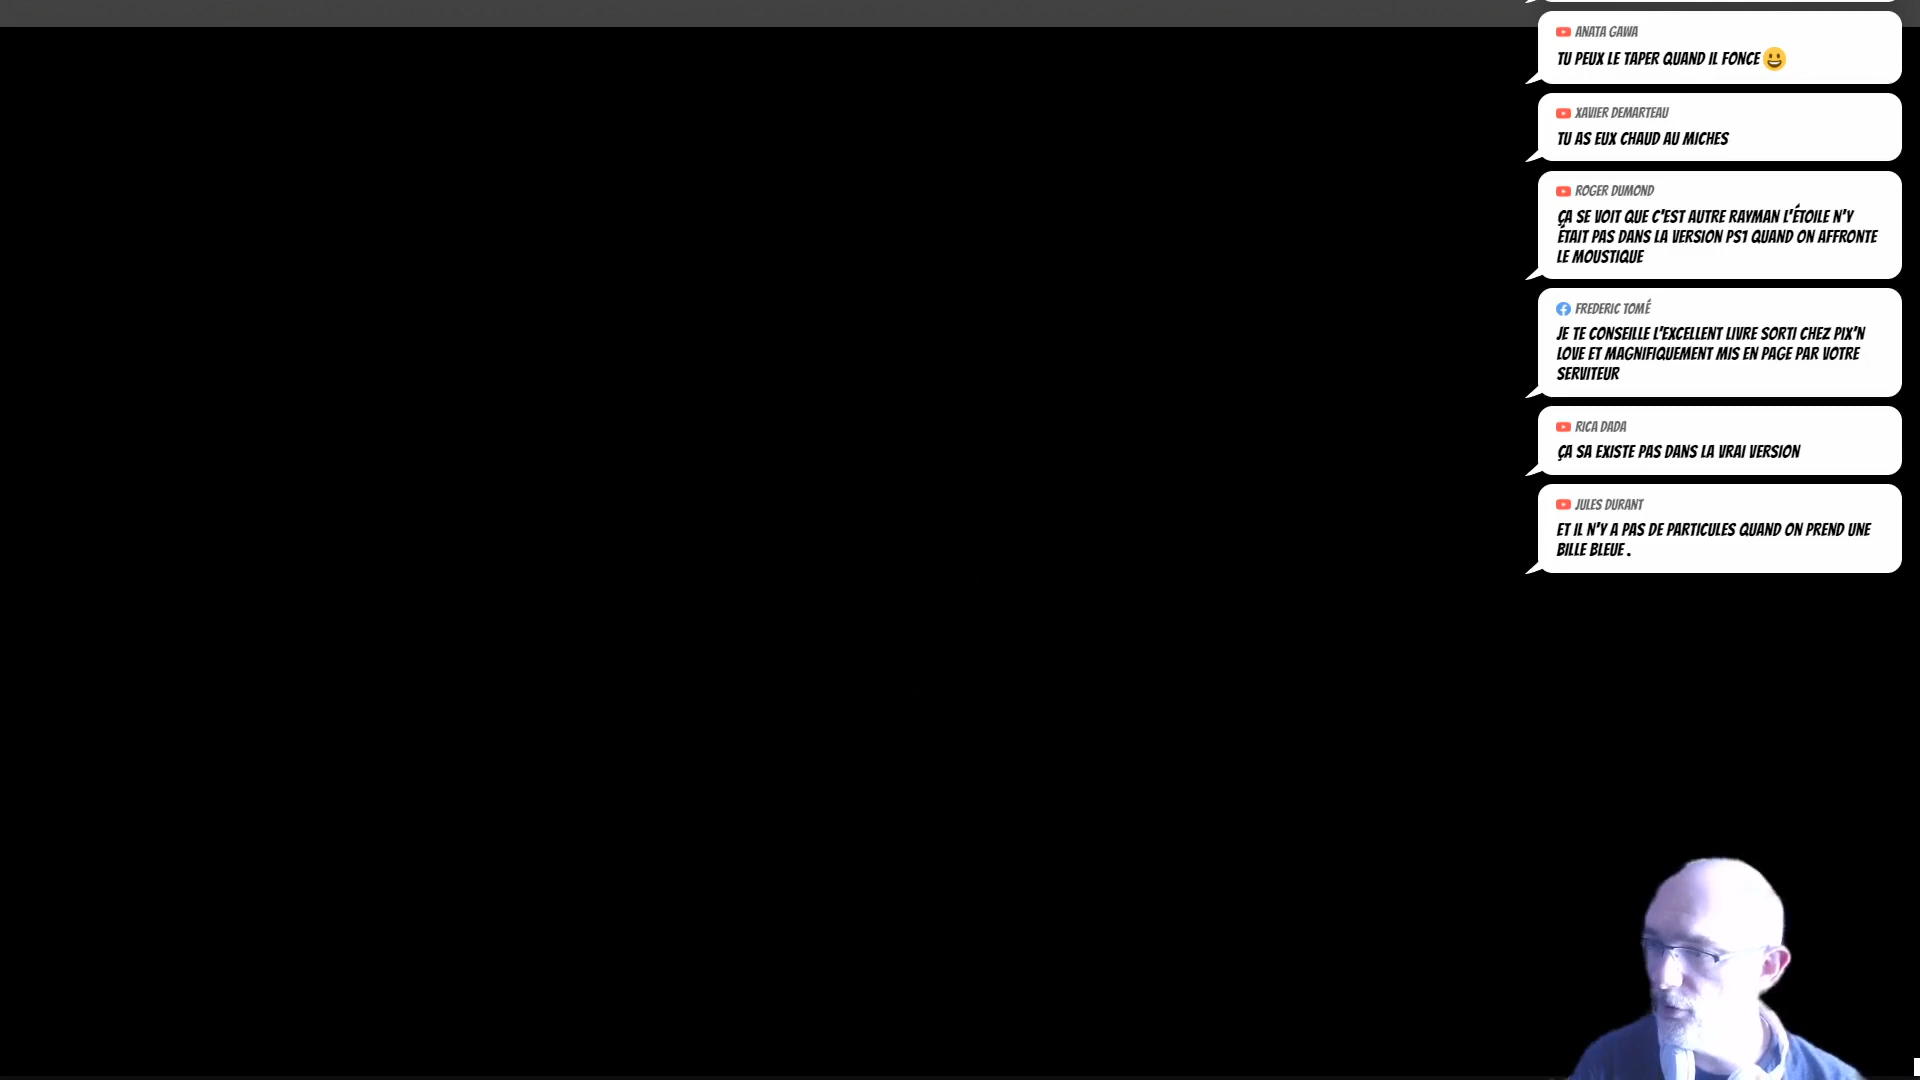 ANATA GAWA
TU PEUX LE TAPER QUAND IL FONCE
XAVIER DEMARTEAU
TU AS EUX CHAUD AU MICHES
ROGER DUMOND
ÇA SE VOIT QUE C'EST AUTRE RAYMAN L'ÉTOILE N'Y
ÉTAIT PAS DANS LA VERSION PS1 QUAND ON AFFRONTE
LE MOUSTIQUE
FREDERIC TOMÉ
JE TE CONSEILLE L'EXCELLENT LIVRE SORTI CHEZ PIX'N
LOVE ET MAGNIFIQUEMENT MIS EN PAGE PAR VOTRE
SERVITEUR
RICA DADA
ÇA SA EXISTE PAS DANS LA VRAI VERSION
JULES DURANT
ET IL N'Y A PAS DE PARTICULES QUAND ON PREND UNE
BILLE BLEUE .